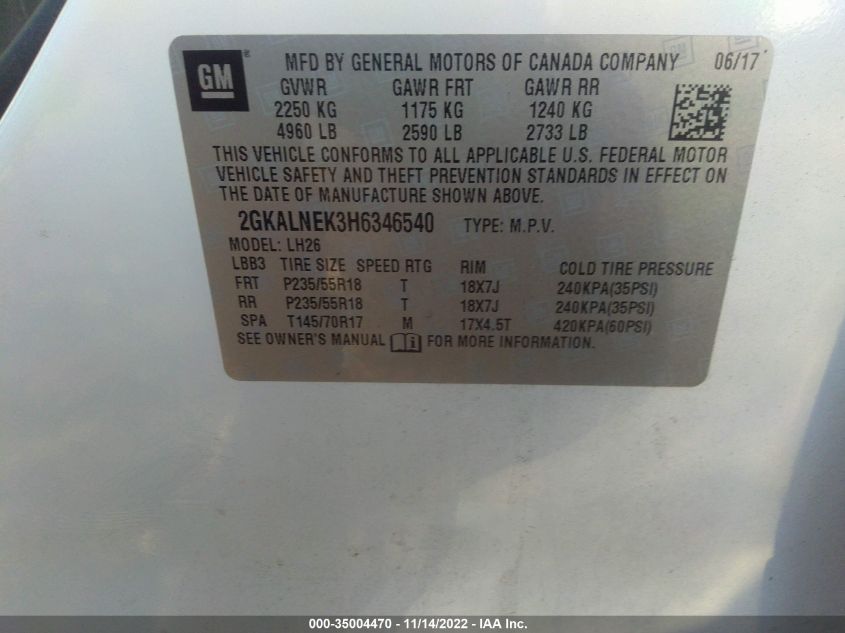 GM ®
MFD BY GENERAL MOTORS OF CANADA COMPANY 06/17
GVWR GAWR FRT GAWR RR
2250 KG 1175 KG 1240 KG
4960 LB 2590 LB 2733 LB
THIS VEHICLE CONFORMS TO ALL APPLICABLE U.S. FEDERAL MOTOR
VEHICLE SAFETY AND THEFT PREVENTION STANDARDS IN EFFECT ON
THE DATE OF MANUFACTURE SHOWN ABOVE.
2GKALNEK3H6346540 TYPE: M.P.V.
MODEL: LH26
LBB3 TIRE SIZE SPEED RTG RIM COLD TIRE PRESSURE
FRT P235/55R18 T 18X7J 240KPA(35PSI)
RR P235/55R18 T 18X7J 240KPA(35PSI)
SPA T145/70R17 M 17X4.5T 420KPA(60PSI)
SEE OWNER'S MANUAL i FOR MORE INFORMATION.
000-35004470 - 11/14/2022 - IAA Inc.